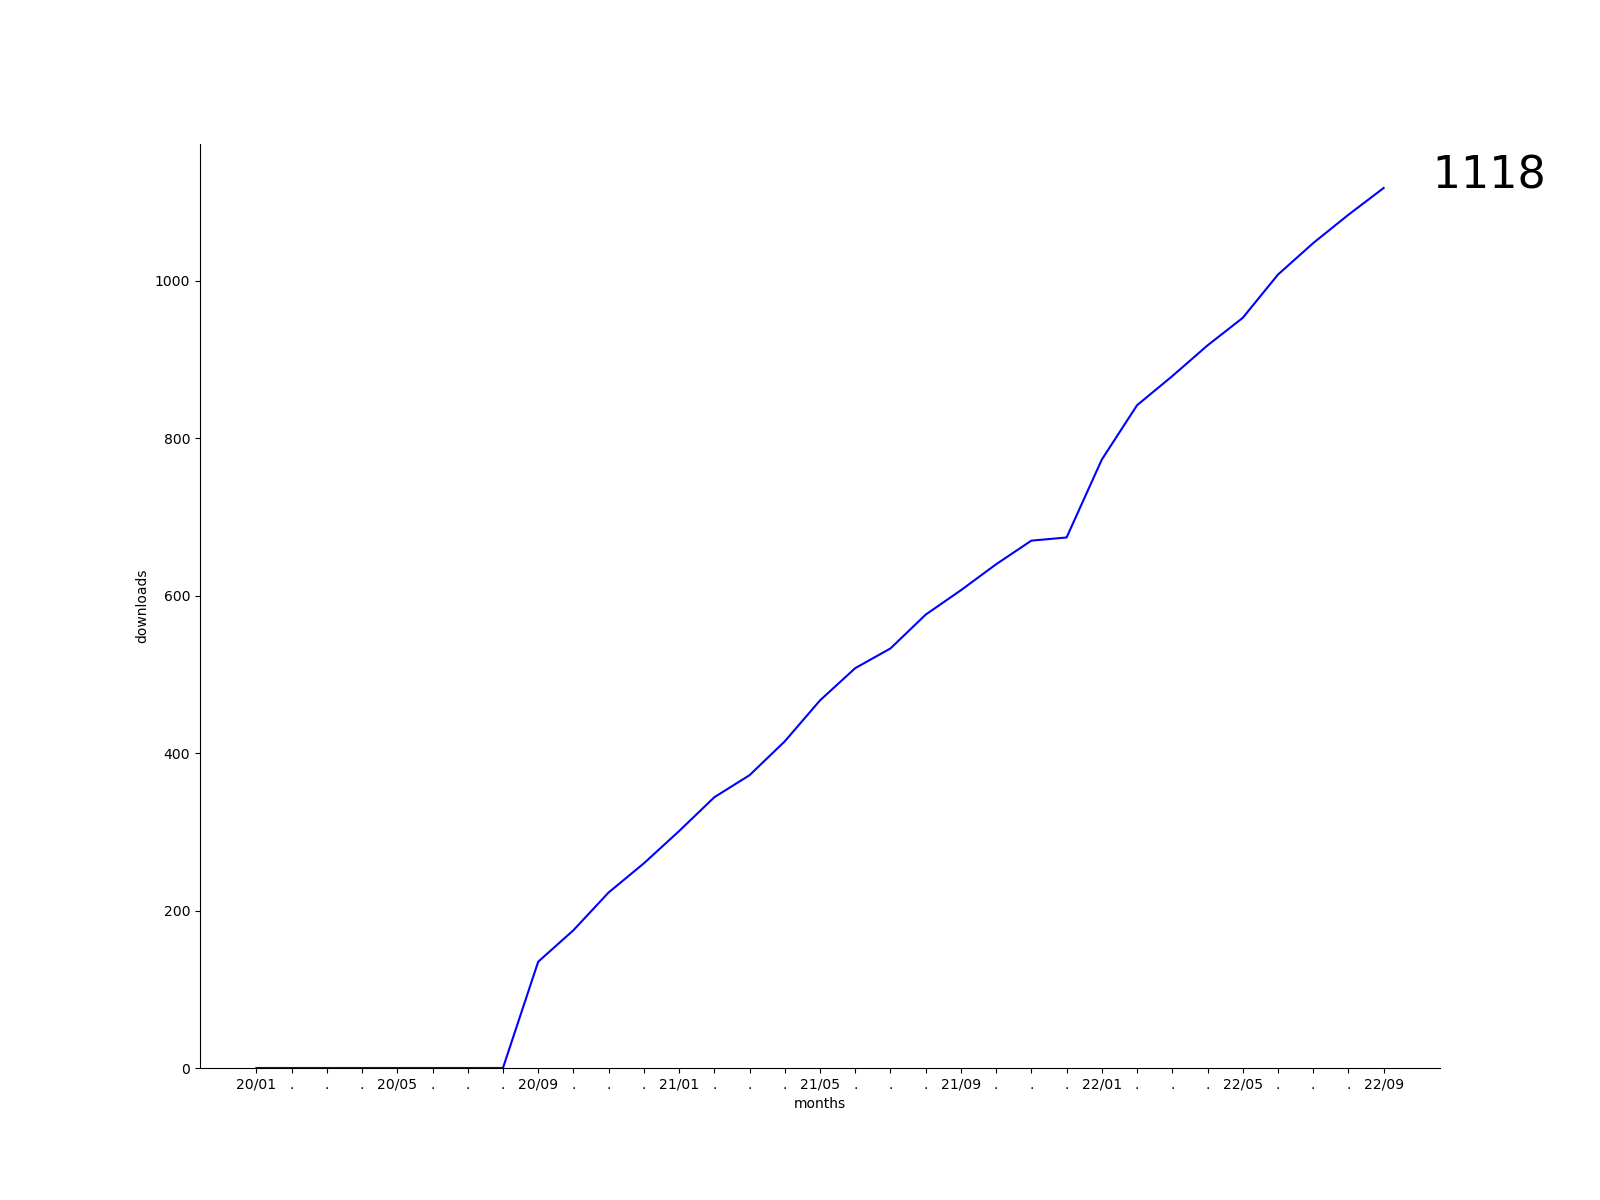 1118
1000
800
600
400
200
0
downloads
20/01 . . . 20/05 . . . 20/09 . . . 21/01 . . . 21/05 . . . 21/09 . . . 22/01 . . . 22/05 . . . 22/09
months